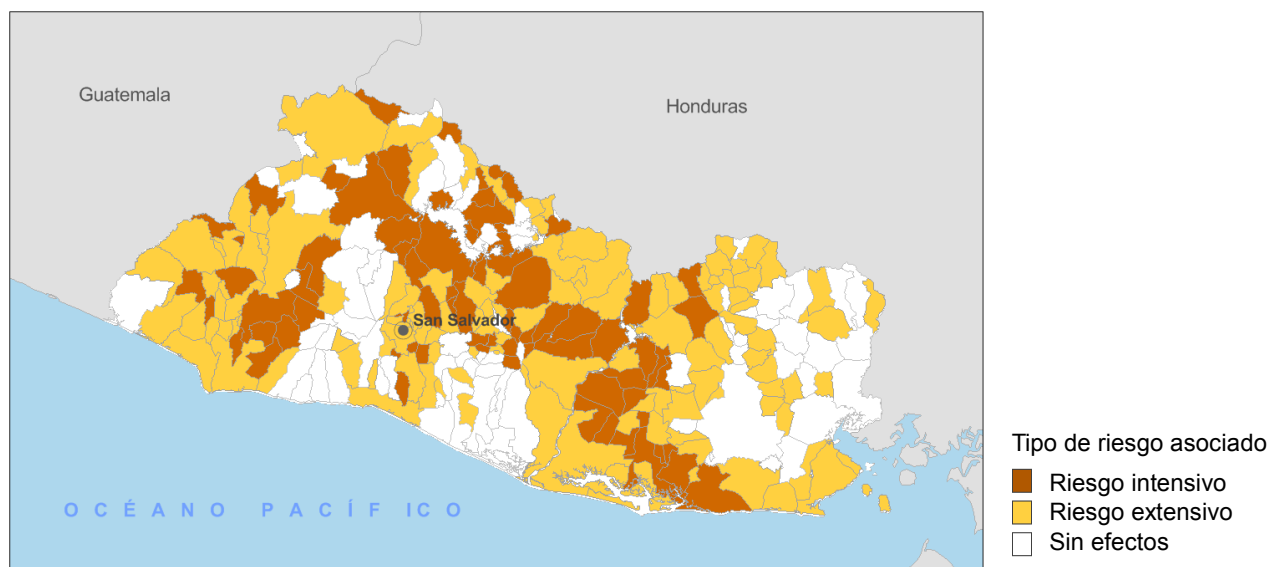 Guatemala
Honduras
San Salvador
OCÉANO PACÍFICO
Tipo de riesgo asociado
Riesgo intensivo
Riesgo extensivo
Sin efectos